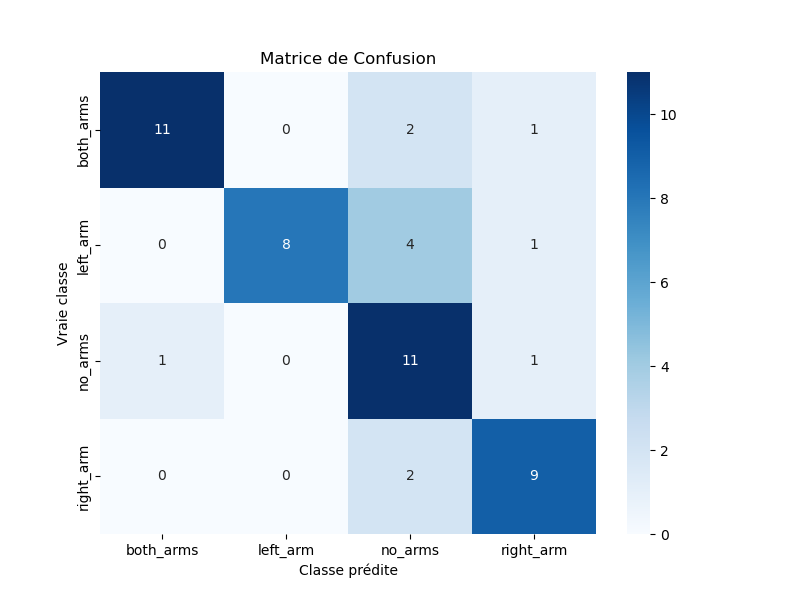 Matrice de Confusion
both_arms 11 0 2 1
left_arm 0 8 4 1
no_arms 1 0 11 1
right_arm 0 0 2 9
both_arms left_arm no_arms right_arm
Classe prédite
Vraie classe
10
8
6
4
2
0